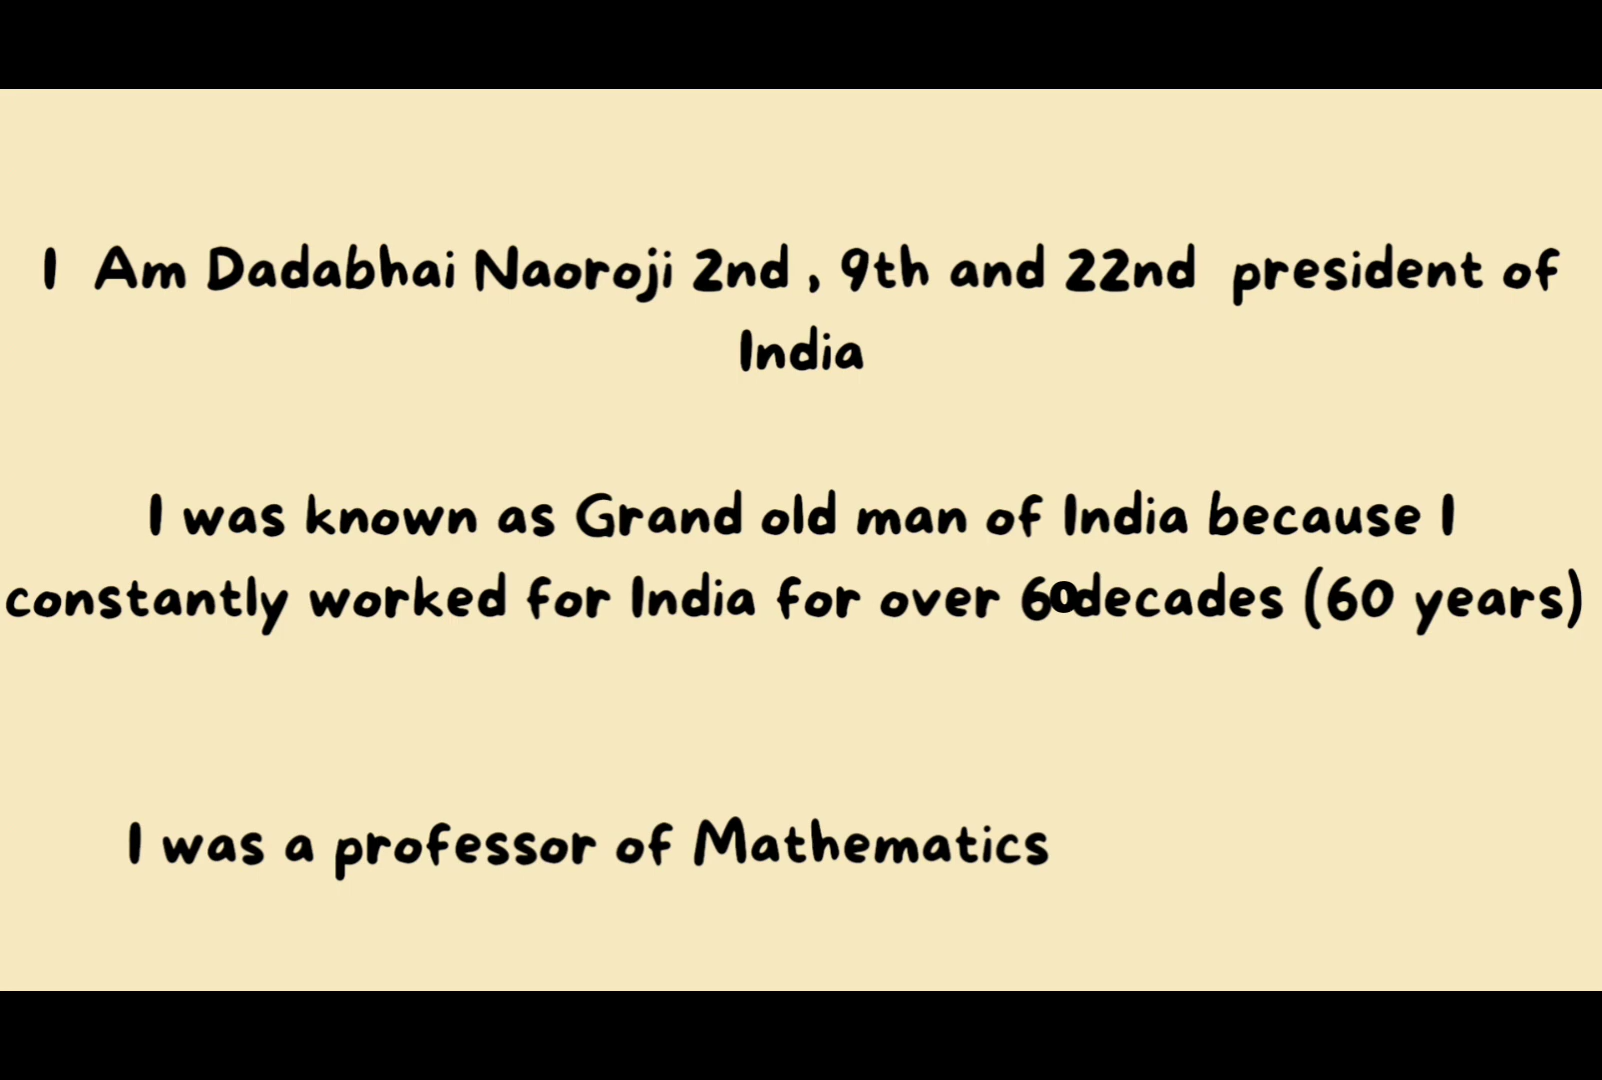 I Am Dadabhai Naoroji 2nd , 9th and 22nd president of
India
I was known as Grand old man of India because I
constantly worked for India for over 60decades (60 years)
I was a professor of Mathematics